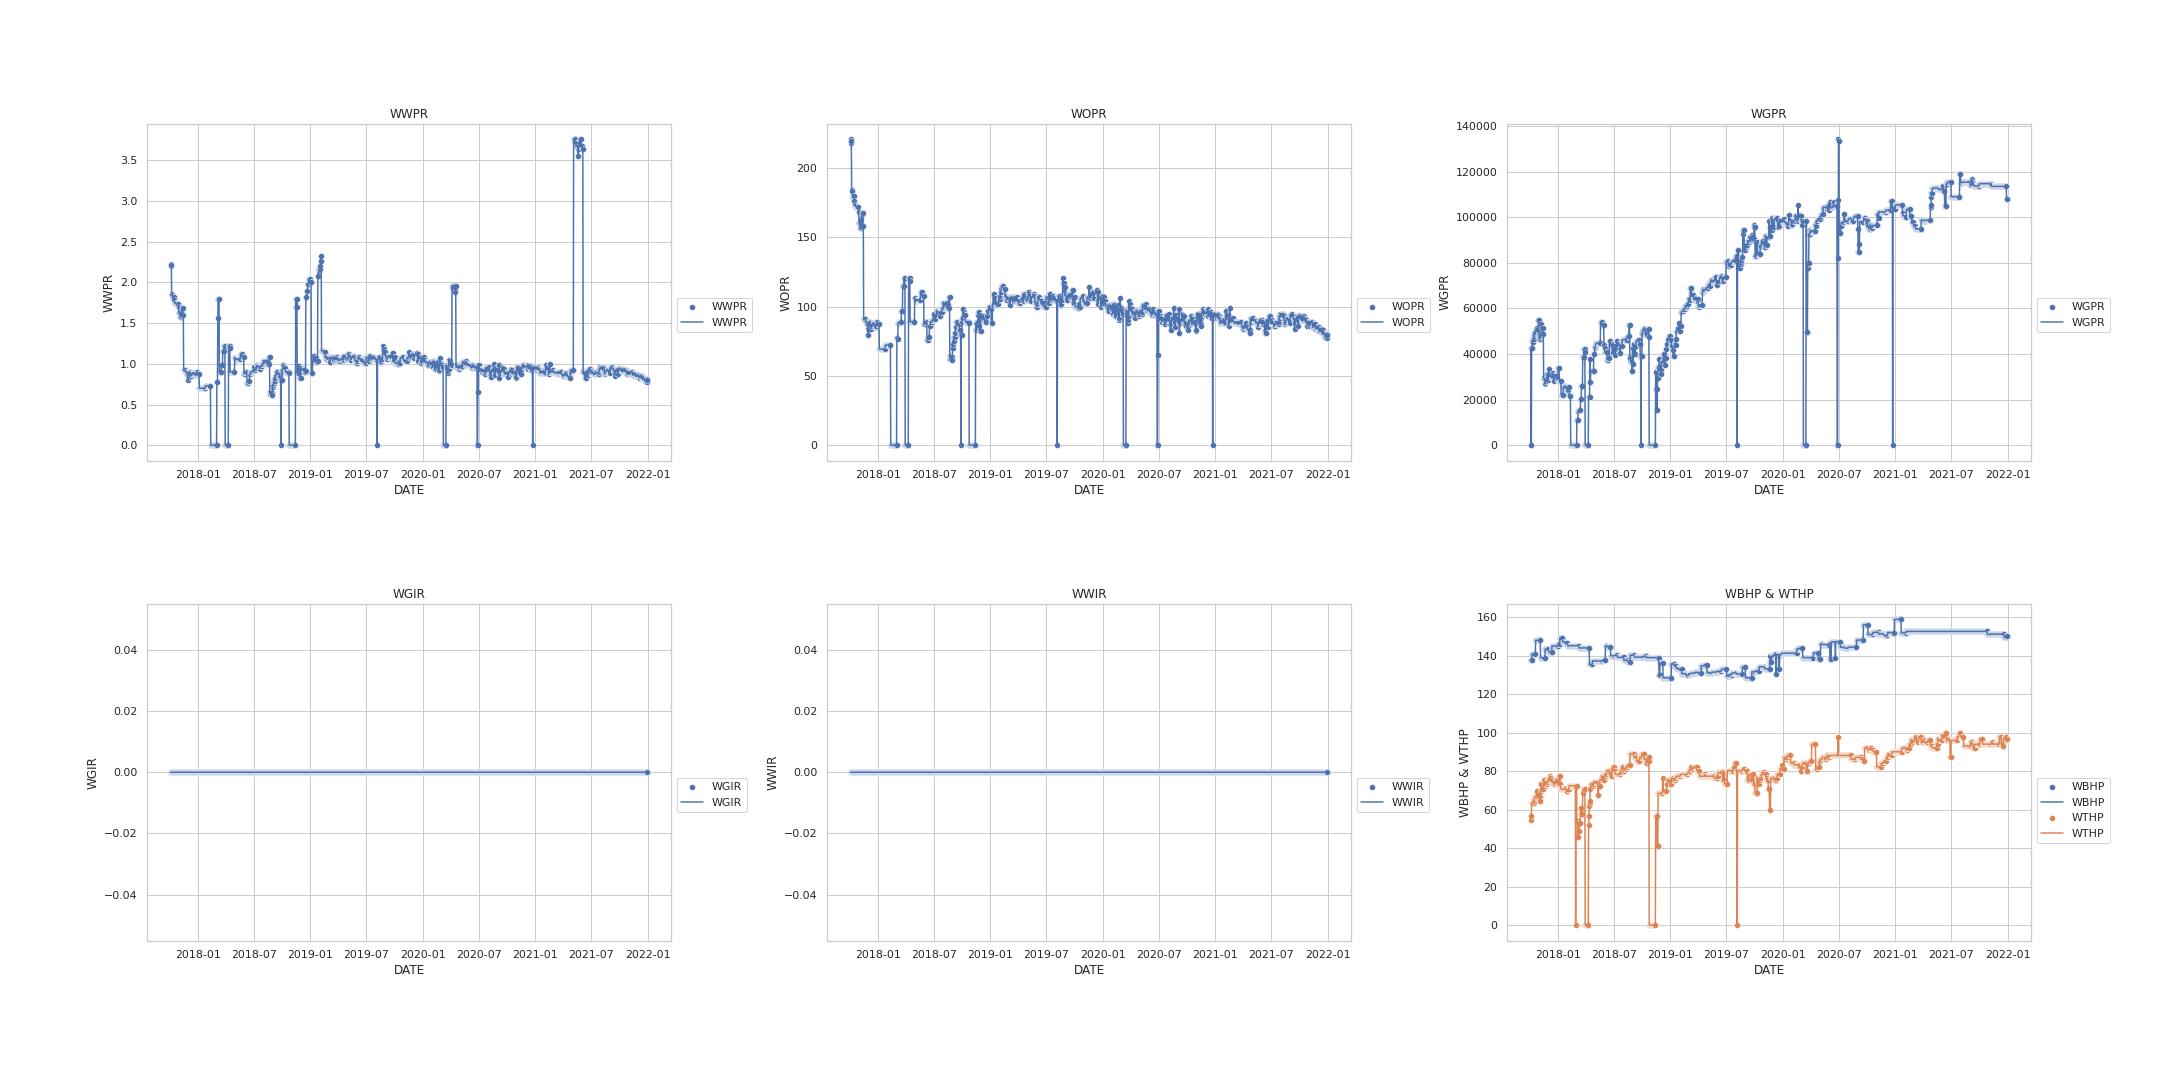 WWPR
WWPR
3.5
3.0
2.5
2.0
1.5
1.0
0.5
0.0
2018-01 2018-07 2019-01 2019-07 2020-01 2020-07 2021-01 2021-07 2022-01
DATE
WWPR
WWPR
WOPR
WOPR
200
150
100
50
0
2018-01 2018-07 2019-01 2019-07 2020-01 2020-07 2021-01 2021-07 2022-01
DATE
WOPR
WOPR
WGPR
WGPR
140000
120000
100000
80000
60000
40000
20000
0
2018-01 2018-07 2019-01 2019-07 2020-01 2020-07 2021-01 2021-07 2022-01
DATE
WGPR
WGPR
WGIR
WGIR
0.04
0.02
0.00
−0.02
−0.04
2018-01 2018-07 2019-01 2019-07 2020-01 2020-07 2021-01 2021-07 2022-01
DATE
WGIR
WGIR
WWIR
WWIR
0.04
0.02
0.00
−0.02
−0.04
2018-01 2018-07 2019-01 2019-07 2020-01 2020-07 2021-01 2021-07 2022-01
DATE
WWIR
WWIR
WBHP & WTHP
WBHP & WTHP
160
140
120
100
80
60
40
20
0
2018-01 2018-07 2019-01 2019-07 2020-01 2020-07 2021-01 2021-07 2022-01
DATE
WBHP
WBHP
WTHP
WTHP